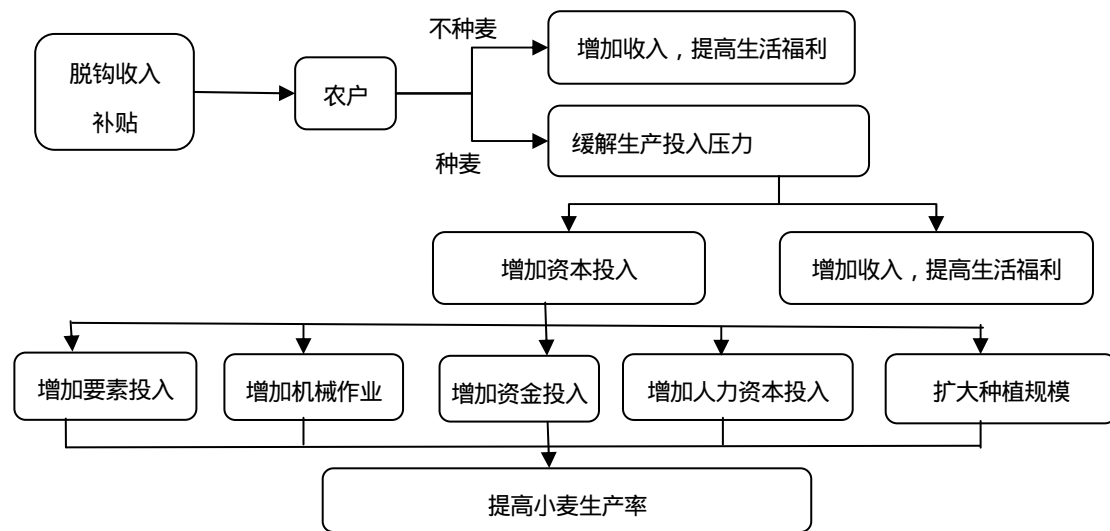 不种麦
增加收入，提高生活福利
脱钩收入
补贴
农户
缓解生产投入压力
种麦
增加资本投入
增加收入，提高生活福利
增加要素投入
增加机械作业
增加资金投入
增加人力资本投入
扩大种植规模
提高小麦生产率